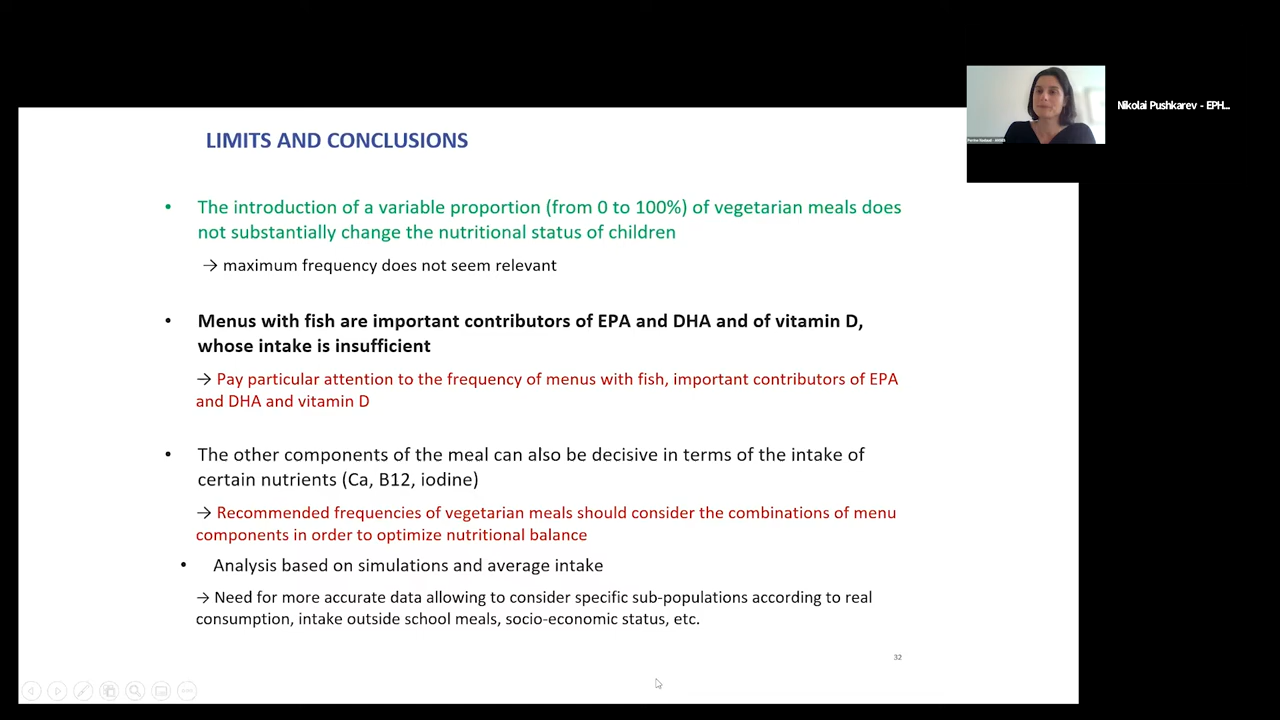 LIMITS AND CONCLUSIONS
Nikolai Pushkarev - EPH...
• The introduction of a variable proportion (from 0 to 100%) of vegetarian meals does
not substantially change the nutritional status of children
→ maximum frequency does not seem relevant
• Menus with fish are important contributors of EPA and DHA and of vitamin D,
whose intake is insufficient
→ Pay particular attention to the frequency of menus with fish, important contributors of EPA
and DHA and vitamin D
• The other components of the meal can also be decisive in terms of the intake of
certain nutrients (Ca, B12, iodine)
→ Recommended frequencies of vegetarian meals should consider the combinations of menu
components in order to optimize nutritional balance
• Analysis based on simulations and average intake
→ Need for more accurate data allowing to consider specific sub-populations according to real
consumption, intake outside school meals, socio-economic status, etc.
32